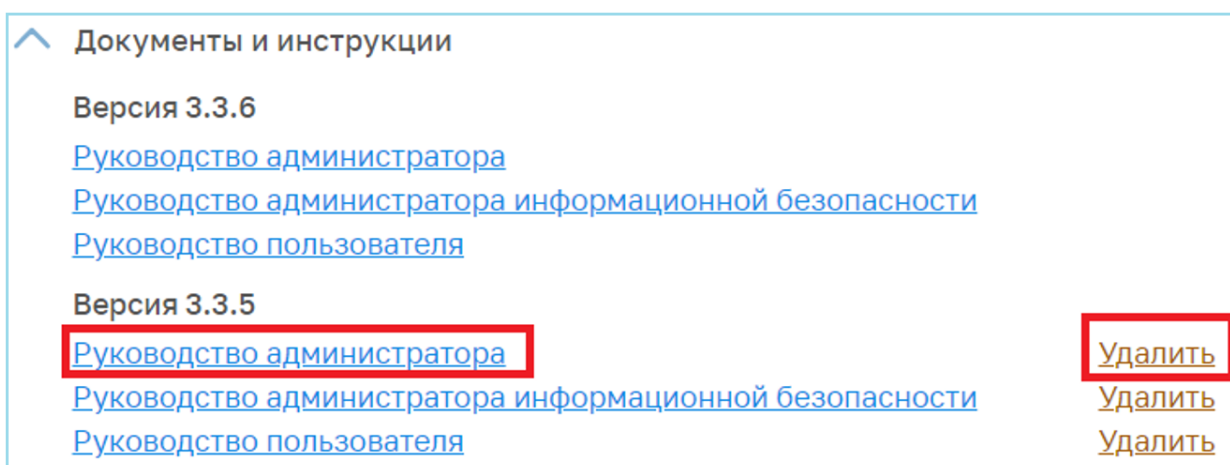 Документы и инструкции
Версия 3.3.6
Руководство администратора
Руководство администратора информационной безопасности
Руководство пользователя
Версия 3.3.5
Руководство администратора Удалить
Руководство администратора информационной безопасности Удалить
Руководство пользователя Удалить